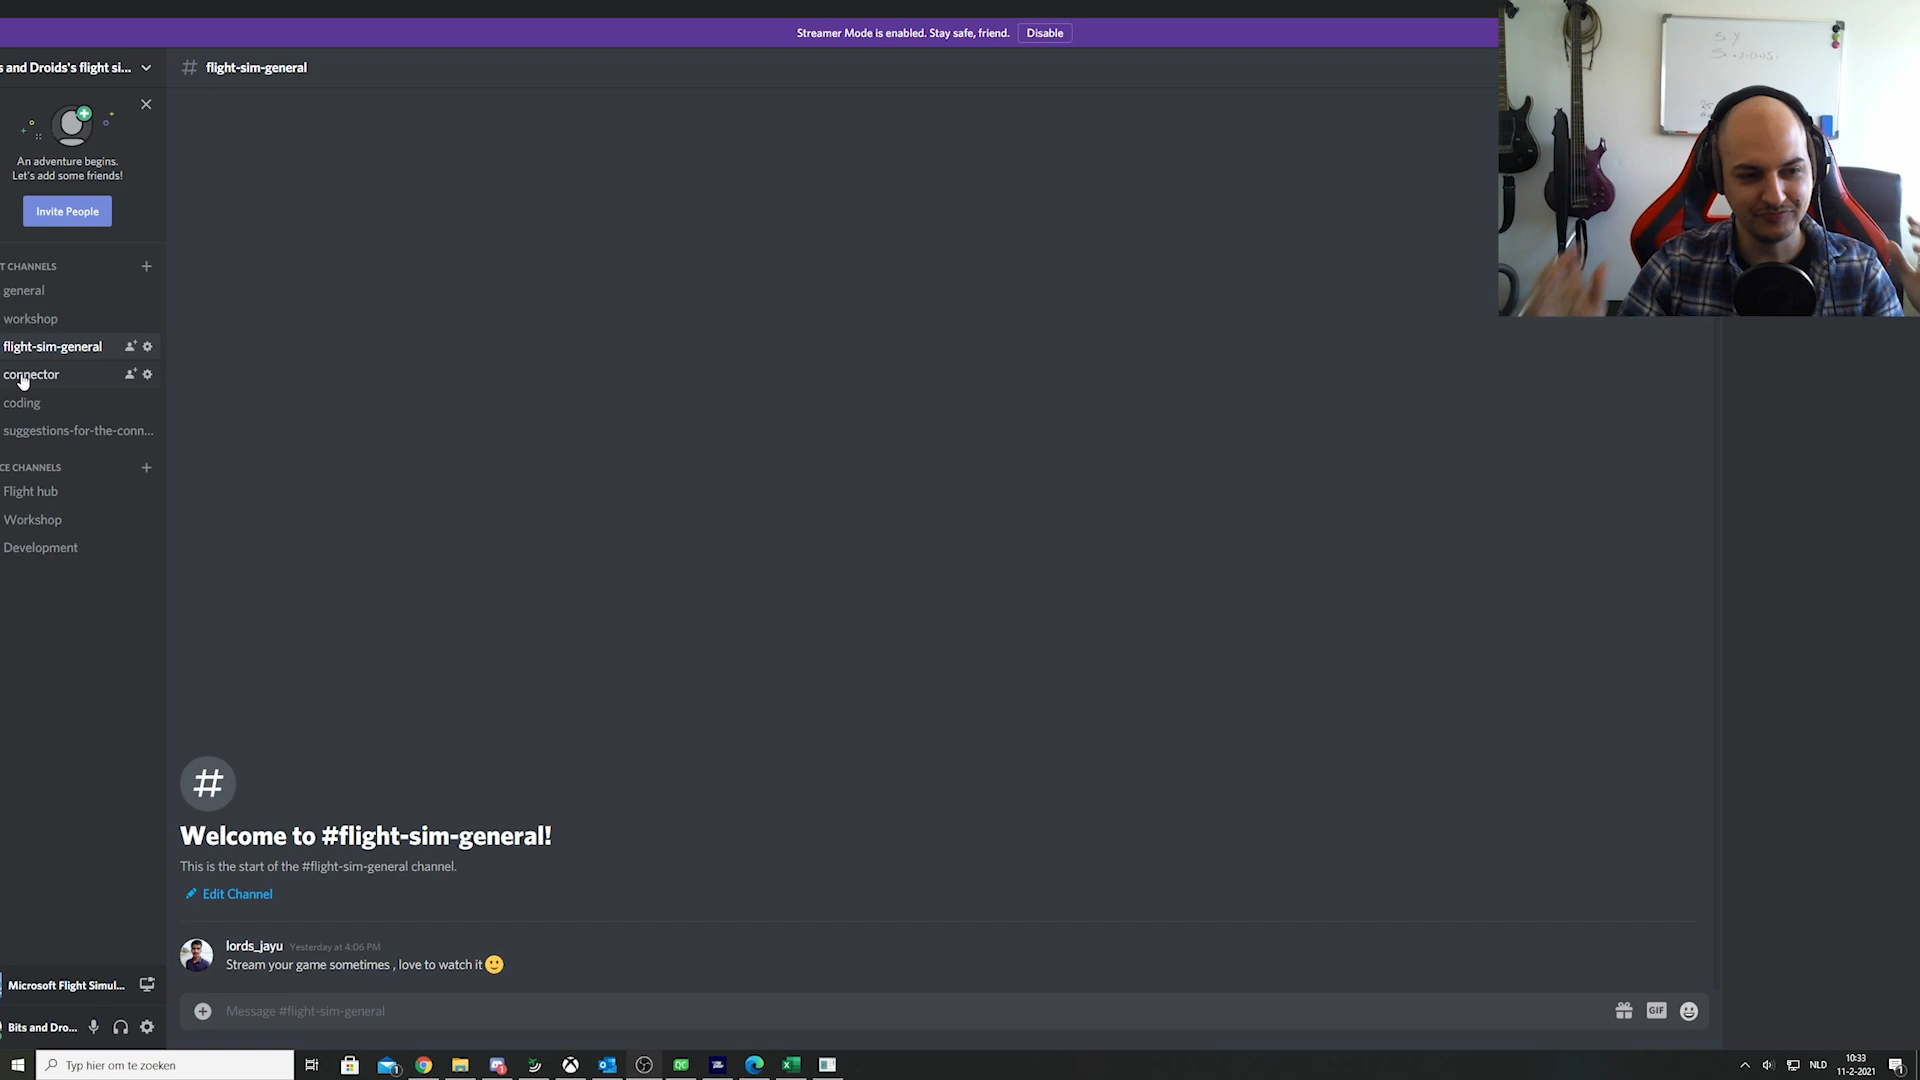 Streamer Mode is enabled. Stay safe, friend. Disable
s and Droids's flight si...
flight-sim-general
An adventure begins.
Let's add some friends!
Invite People
T CHANNELS
general
workshop
flight-sim-general
connector
coding
suggestions-for-the-conn...
CE CHANNELS
Flight hub
Workshop
Development
#
Welcome to #flight-sim-general!
This is the start of the #flight-sim-general channel.
Edit Channel
lords_jayu Yesterday at 4:06 PM
Stream your game sometimes , love to watch it
Microsoft Flight Simul...
Message #flight-sim-general
GIF
Bits and Dro...
Typ hier om te zoeken
NLD
10:33
11-2-2021